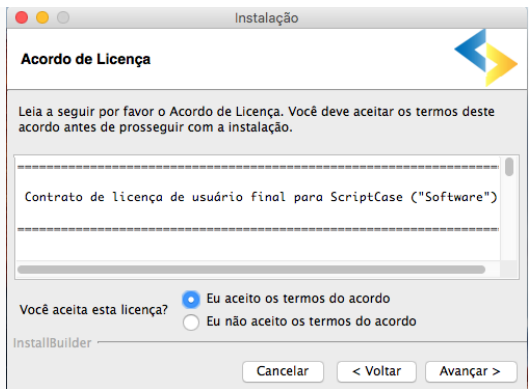 Instalação
Acordo de Licença
Leia a seguir por favor o Acordo de Licença. Você deve aceitar os termos deste
acordo antes de prosseguir com a instalação.
Contrato de licença de usuário final para ScriptCase ("Software")
Você aceita esta licença?
Eu aceito os termos do acordo
Eu não aceito os termos do acordo
InstallBuilder
Cancelar
< Voltar
Avançar >